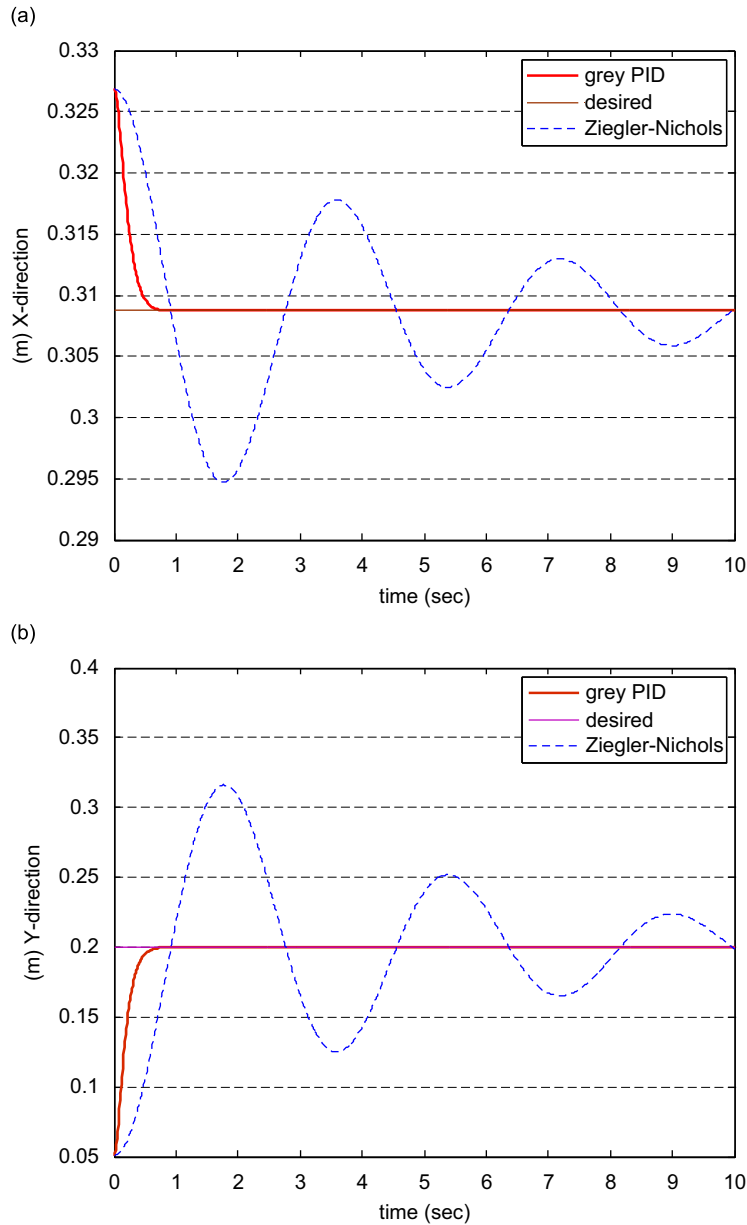 (a)
0.33
0.325
0.32
0.315
0.31
0.305
0.3
0.295
0.29
(m) X-direction
grey PID
desired
Ziegler-Nichols
0 1 2 3 4 5 6 7 8 9 10
time (sec)
(b)
0.4
0.35
0.3
0.25
0.2
0.15
0.1
0.05
(m) Y-direction
grey PID
desired
Ziegler-Nichols
0 1 2 3 4 5 6 7 8 9 10
time (sec)